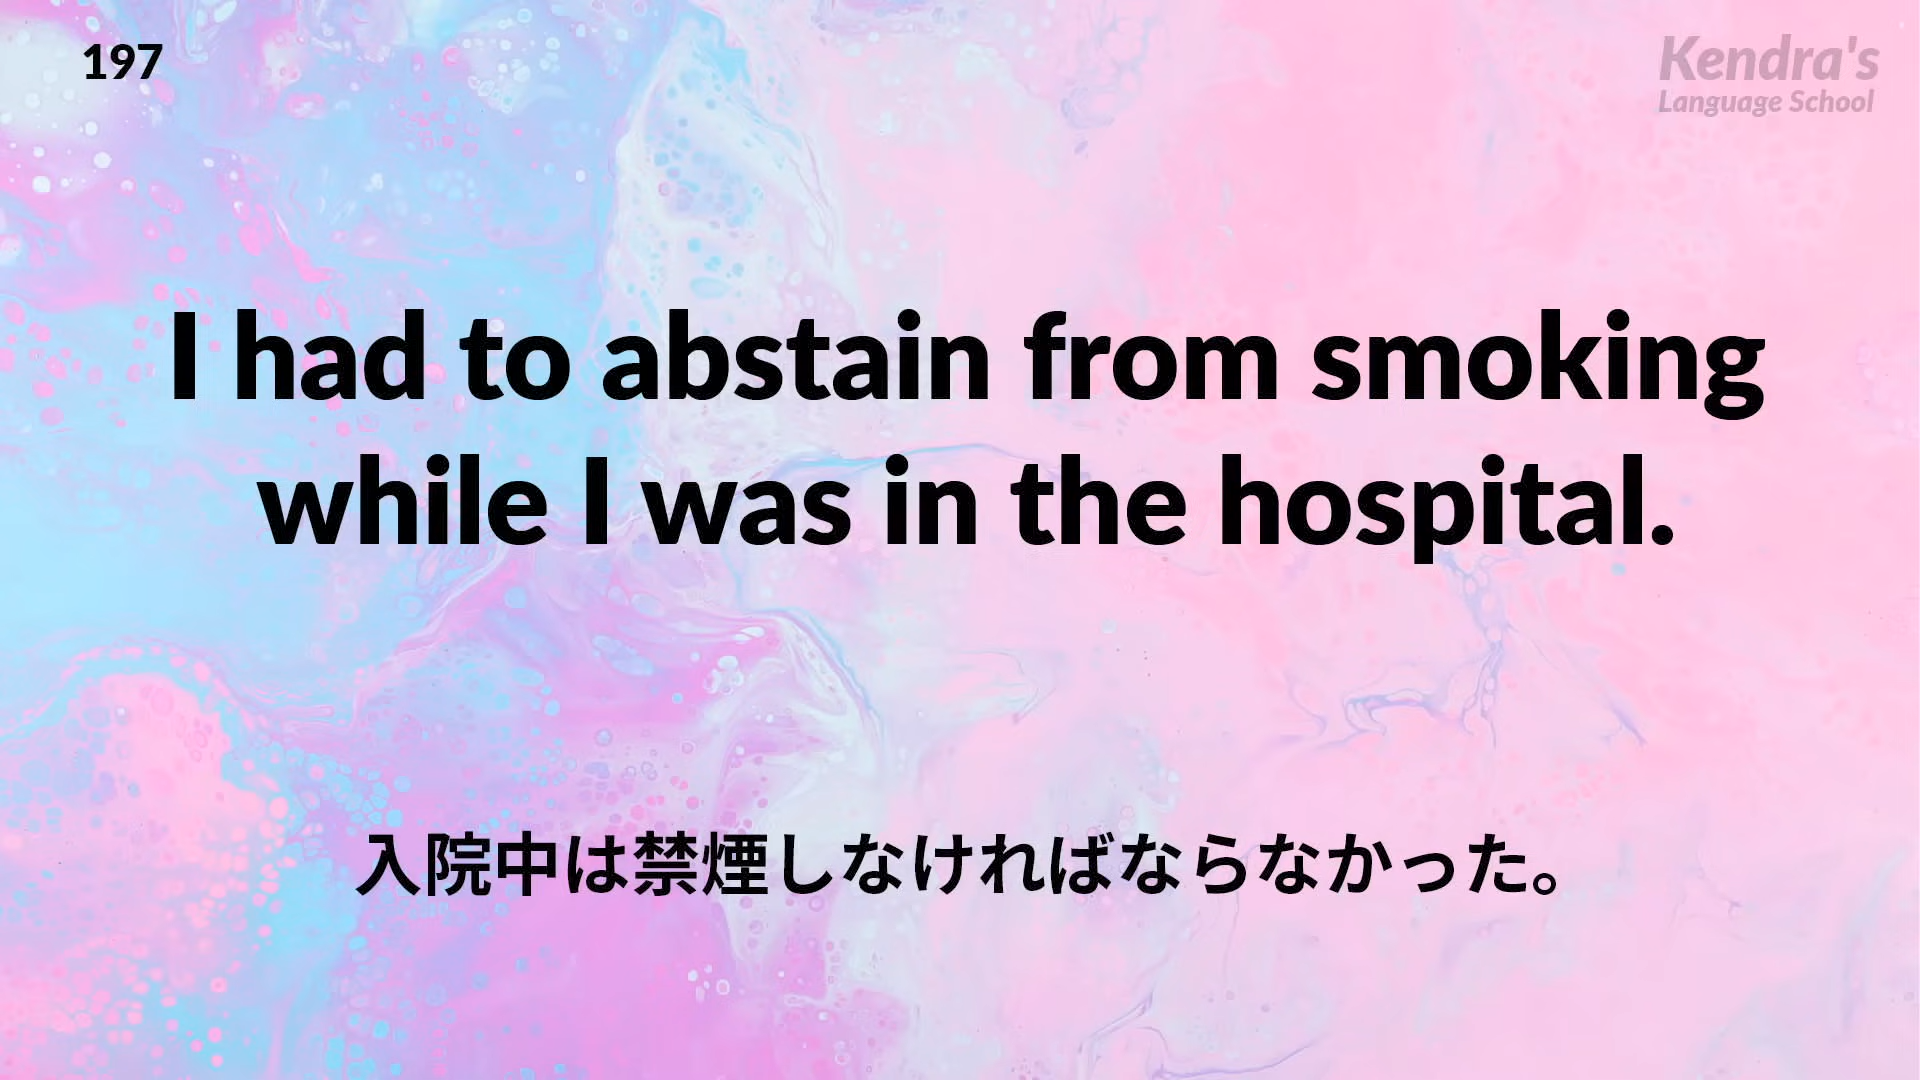 197
Kendra's
Language School
I had to abstain from smoking
while I was in the hospital.
入院中は禁煙しなければならなかった。